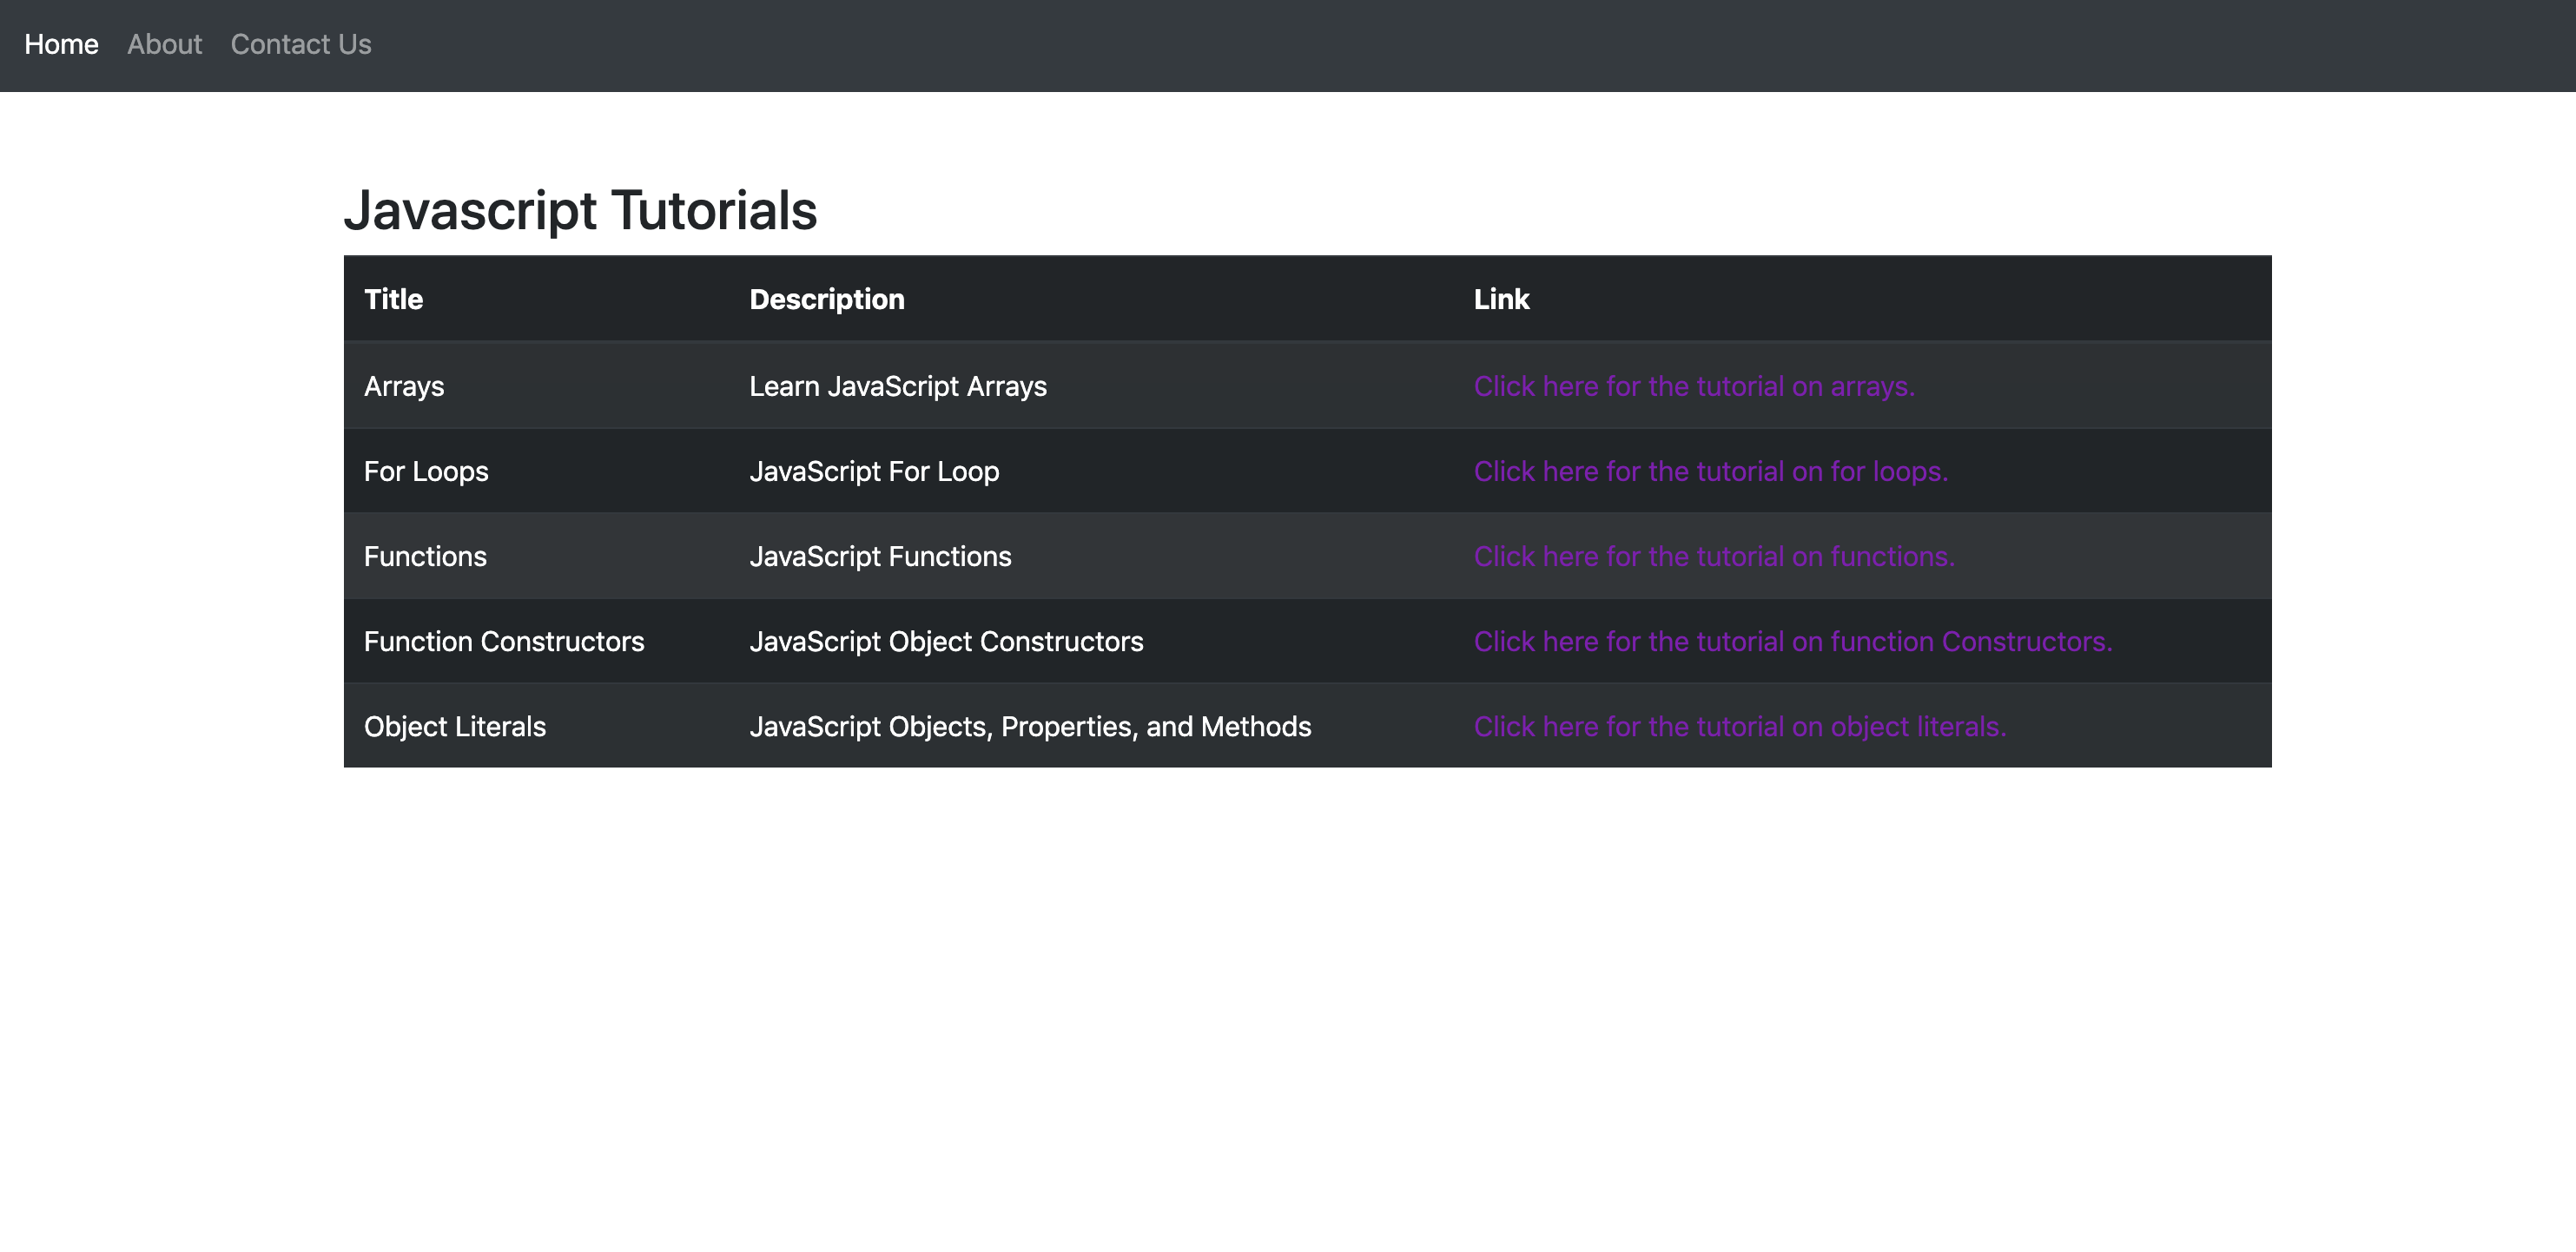 Home About Contact Us
Javascript Tutorials
Title Description Link
Arrays Learn JavaScript Arrays Click here for the tutorial on arrays.
For Loops JavaScript For Loop Click here for the tutorial on for loops.
Functions JavaScript Functions Click here for the tutorial on functions.
Function Constructors JavaScript Object Constructors Click here for the tutorial on function Constructors.
Object Literals JavaScript Objects, Properties, and Methods Click here for the tutorial on object literals.